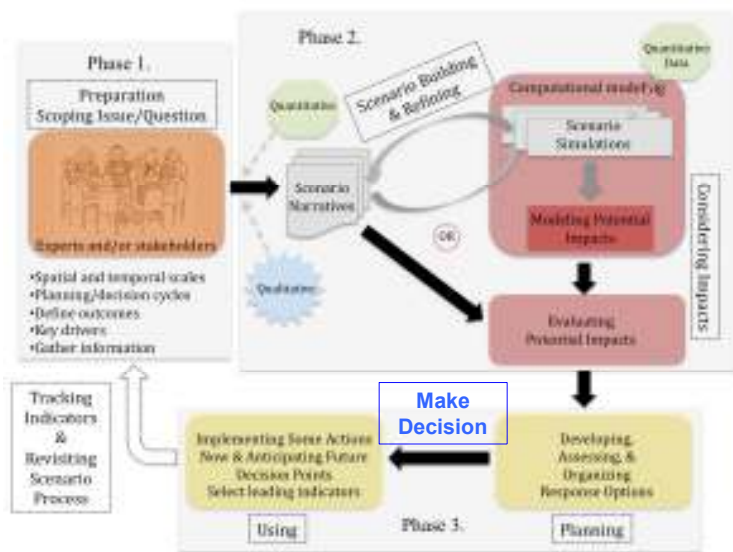 Phase 1.
Preparation
Scoping Issue/Question
Experts and/or stakeholders
•Spatial and temporal scales
•Planning/decision cycles
•Define outcomes
•Key drivers
•Gather information
Phase 2.
Quantitative
Qualitative
Scenario
Narratives
Scenario Building
& Refining
Quantitative
Data
Computational modeling
Scenario
Simulations
Modeling Potential
Impacts
OR
Considering Impacts
Evaluating
Potential Impacts
Make
Decision
Developing,
Assessing, &
Organizing
Response Options
Planning
Phase 3.
Implementing Some Actions
Now & Anticipating Future
Decision Points
Select leading indicators
Using
Tracking
Indicators
&
Revisiting
Scenario
Process